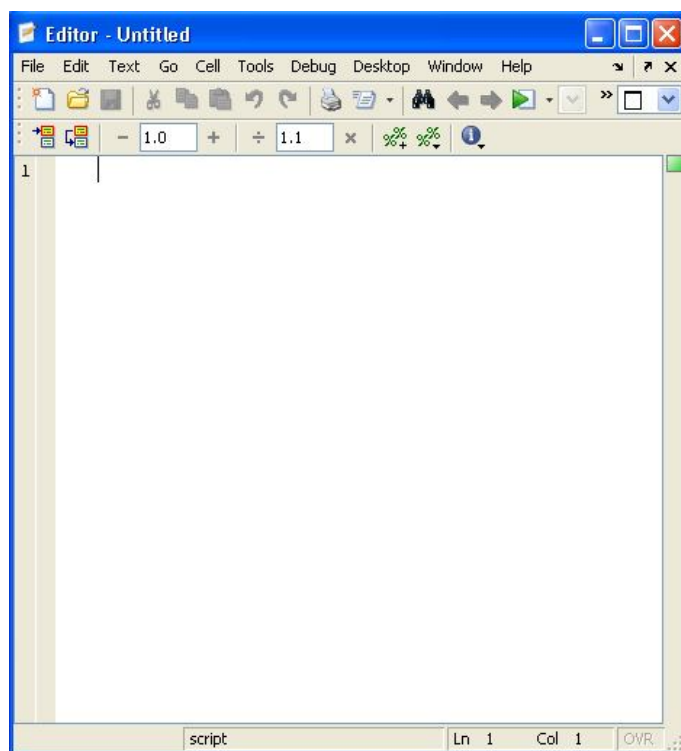 Editor - Untitled
File Edit Text Go Cell Tools Debug Desktop Window Help
»
− 1.0 + ÷ 1.1 × %%+ %%
1
script Ln 1 Col 1 OVR